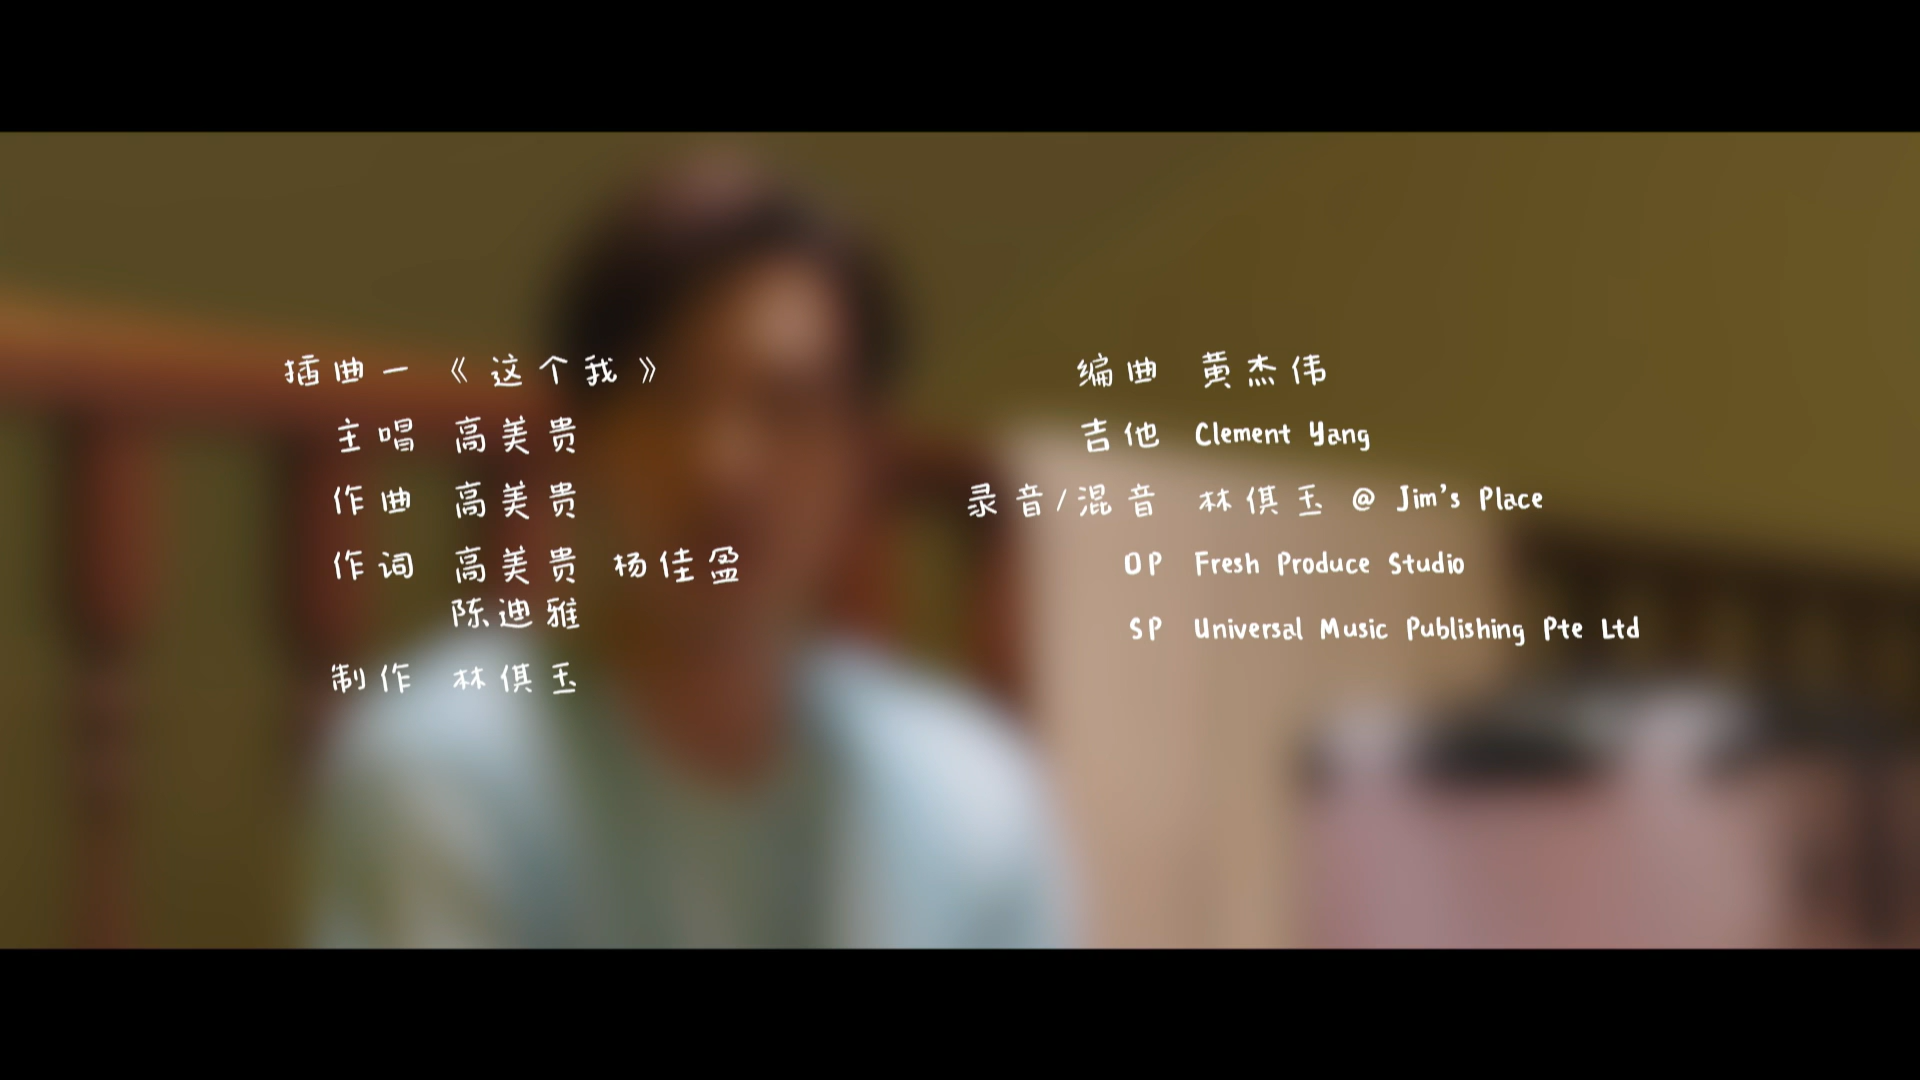 插曲一 《这个我》
主唱 高美贵
作曲 高美贵
作词 高美贵 杨佳盈
陈迪雅
制作 林倛玉
编曲 黄杰伟
吉他 Clement Yang
录音/混音 林倛玉 @ Jim's Place
OP Fresh Produce Studio
SP Universal Music Publishing Pte Ltd